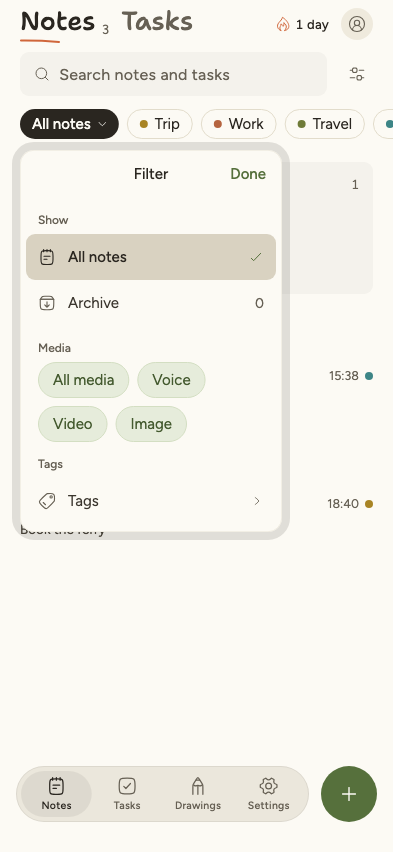 Notes 3 Tasks 1 day
Search notes and tasks
All notes Trip Work Travel
Filter Done
1
Show
All notes
Archive 0
Media
All media Voice
15:38
Video Image
Tags
Tags
18:40
Book the ferry
Notes Tasks Drawings Settings